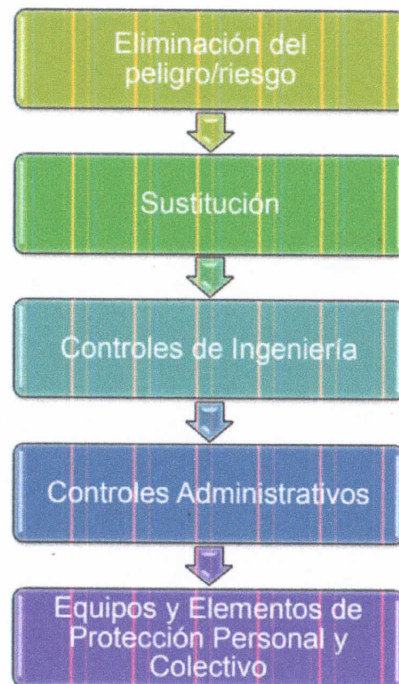 Eliminación del
peligro/riesgo
Sustitución
Controles de Ingeniería
Controles Administrativos
Equipos y Elementos de
Protección Personal y
Colectivo